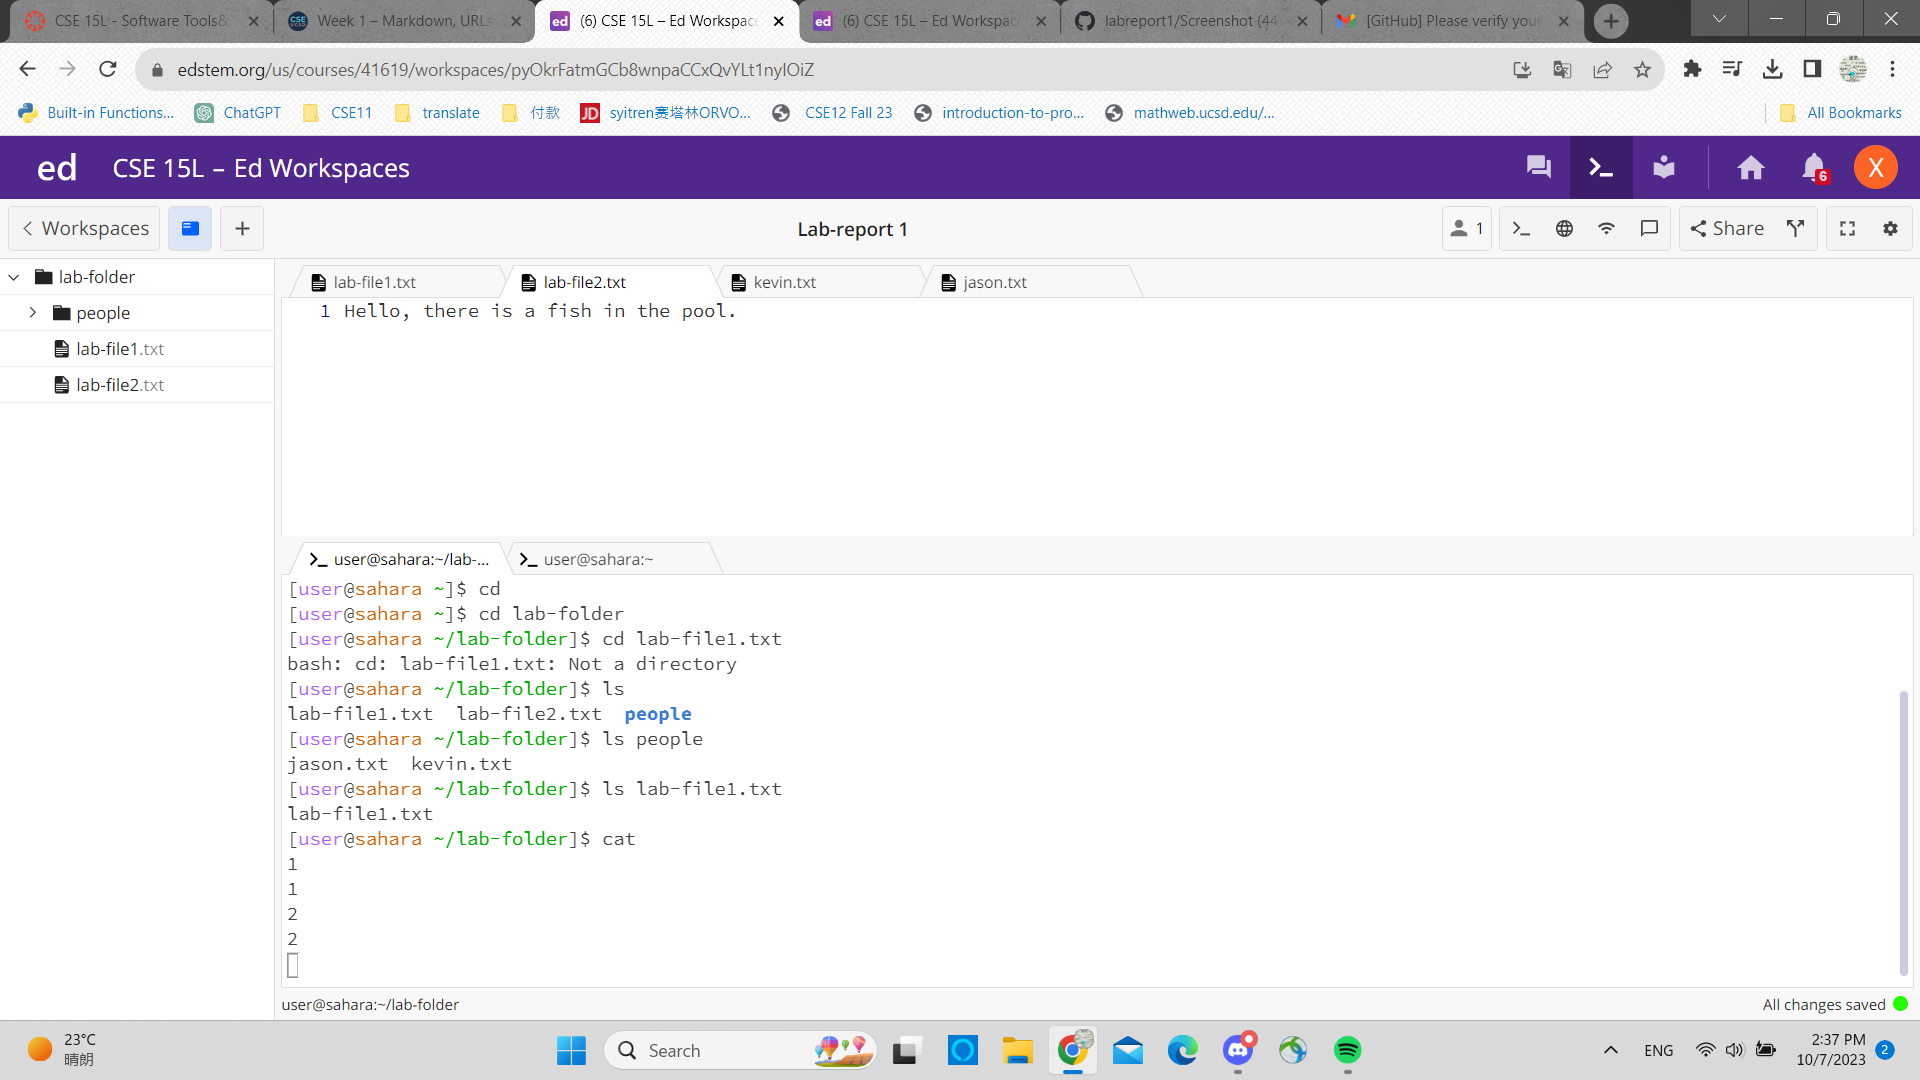 CSE 15L - Software Tools&
Week 1 – Markdown, URLs
(6) CSE 15L – Ed Workspac
(6) CSE 15L – Ed Workspac
labreport1/Screenshot (44
[GitHub] Please verify your
edstem.org/us/courses/41619/workspaces/pyOkrFatmGCb8wnpaCCxQvYLt1nyIOiZ
Built-in Functions...
ChatGPT
CSE11
translate
付款
JD
syitren赛塔林ORVO...
CSE12 Fall 23
introduction-to-pro...
mathweb.ucsd.edu/...
All Bookmarks
ed CSE 15L – Ed Workspaces
6
X
Workspaces
Lab-report 1
1
Share
lab-folder
people
lab-file1.txt
lab-file2.txt
lab-file1.txt
lab-file2.txt
kevin.txt
jason.txt
1 Hello, there is a fish in the pool.
user@sahara:~/lab-...
user@sahara:~
[user@sahara ~]$ cd
[user@sahara ~]$ cd lab-folder
[user@sahara ~/lab-folder]$ cd lab-file1.txt
bash: cd: lab-file1.txt: Not a directory
[user@sahara ~/lab-folder]$ ls
lab-file1.txt  lab-file2.txt  people
[user@sahara ~/lab-folder]$ ls people
jason.txt  kevin.txt
[user@sahara ~/lab-folder]$ ls lab-file1.txt
lab-file1.txt
[user@sahara ~/lab-folder]$ cat
1
1
2
2
user@sahara:~/lab-folder
All changes saved
23°C
晴朗
Search
ENG
2:37 PM
10/7/2023
2